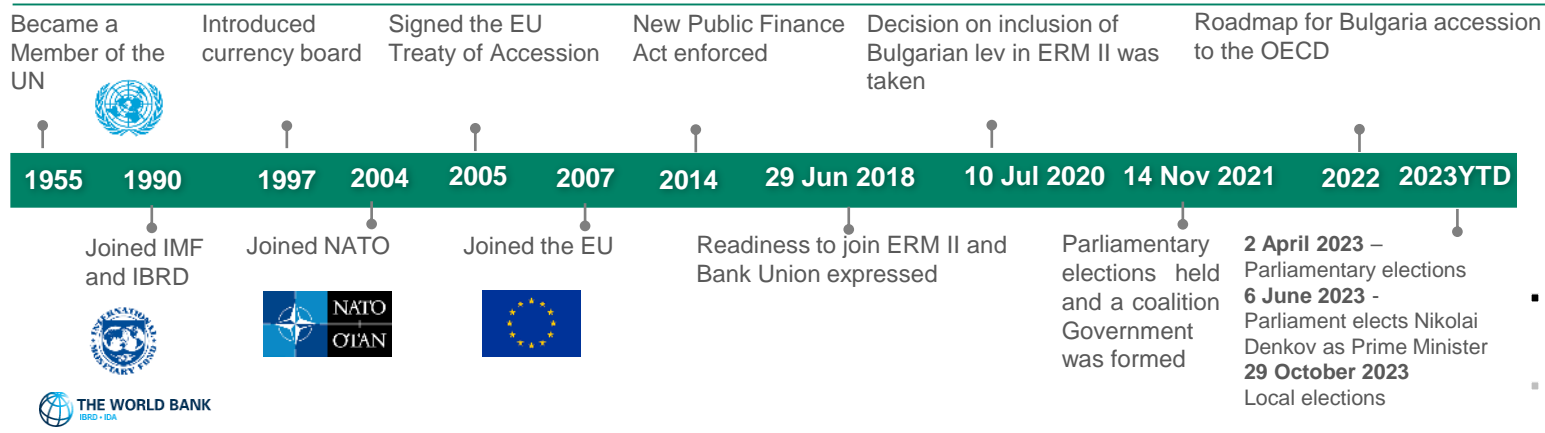 Became a
Member of the
UN
Introduced
currency board
Signed the EU
Treaty of Accession
New Public Finance
Act enforced
Decision on inclusion of
Bulgarian lev in ERM II was
taken
Roadmap for Bulgaria accession
to the OECD
1955 1990 1997 2004 2005 2007 2014 29 Jun 2018 10 Jul 2020 14 Nov 2021 2022 2023YTD
Joined IMF
and IBRD
INTERNATIONAL
MONETARY FUND
THE WORLD BANK
IBRD • IDA
Joined NATO
NATO
OTAN
Joined the EU
Readiness to join ERM II and
Bank Union expressed
Parliamentary
elections held
and a coalition
Government
was formed
2 April 2023 –
Parliamentary elections
6 June 2023 -
Parliament elects Nikolai
Denkov as Prime Minister
29 October 2023
Local elections